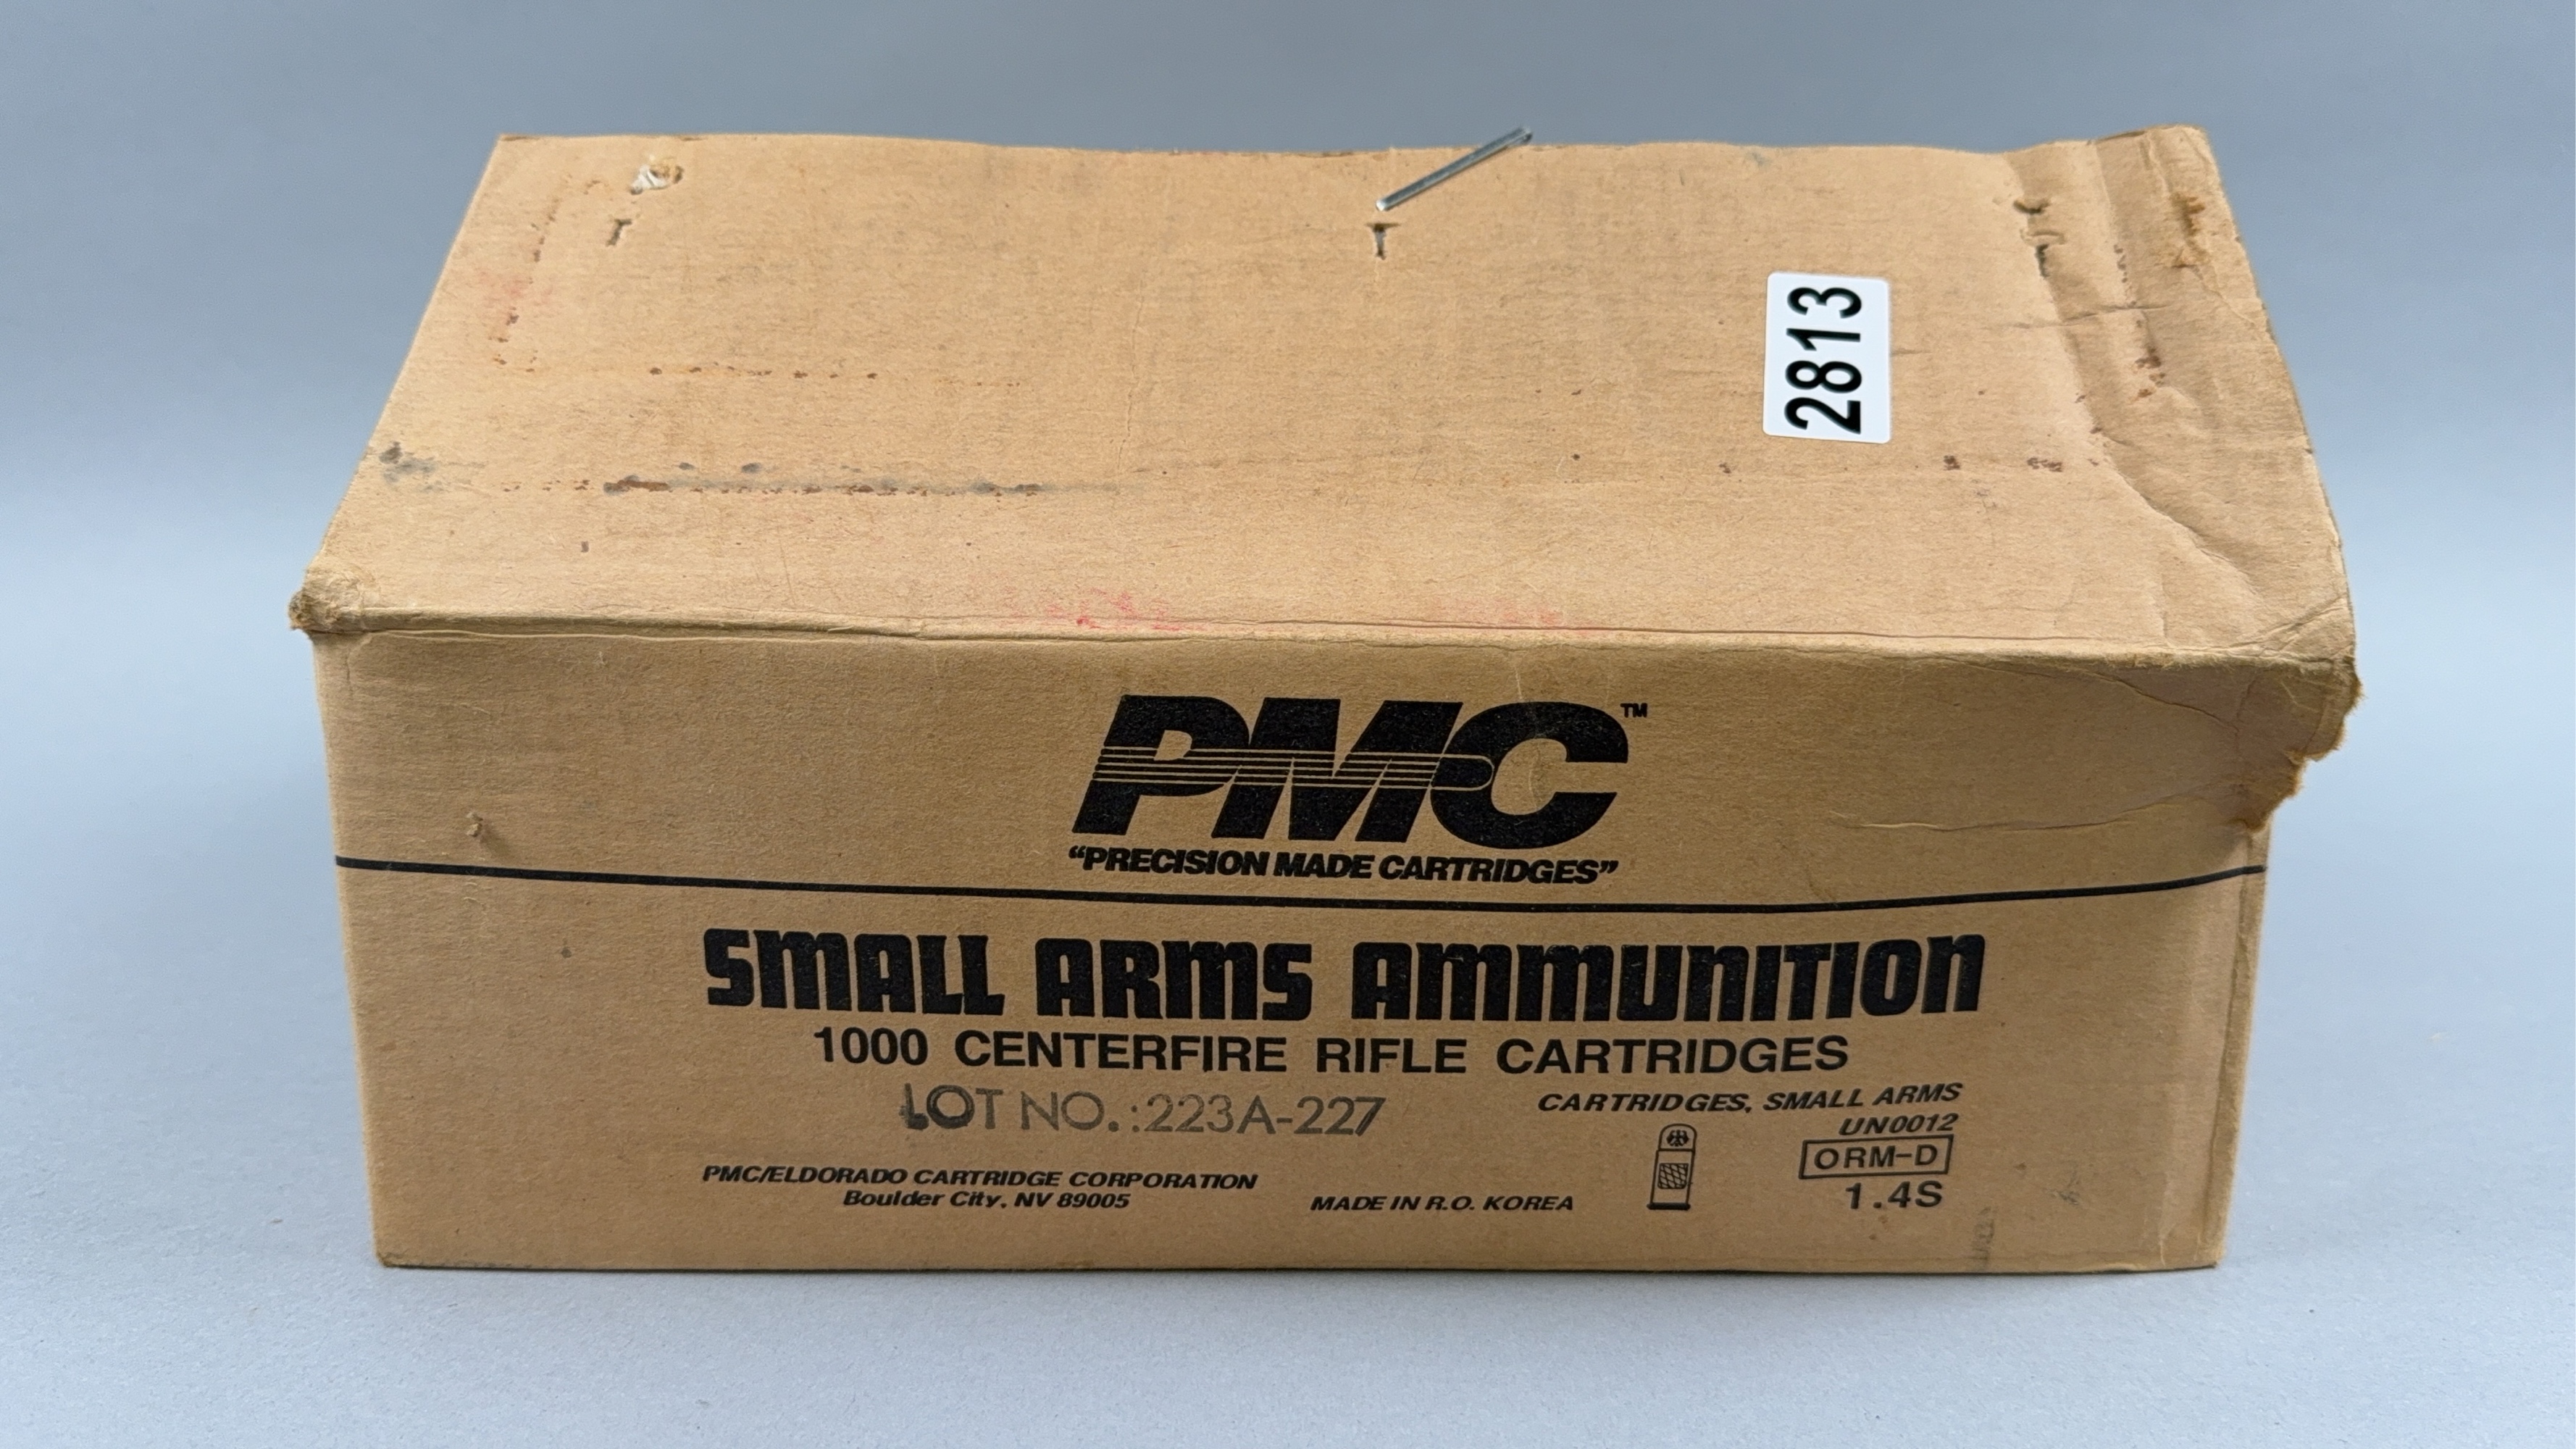 2813
PMC™
“PRECISION MADE CARTRIDGES”
SMALL ARMS AMMUNITION
1000 CENTERFIRE RIFLE CARTRIDGES
LOT NO.:223A-227
CARTRIDGES, SMALL ARMS
UN0012
ORM-D
1.4S
PMC/ELDORADO CARTRIDGE CORPORATION
Boulder City, NV 89005
MADE IN R.O. KOREA